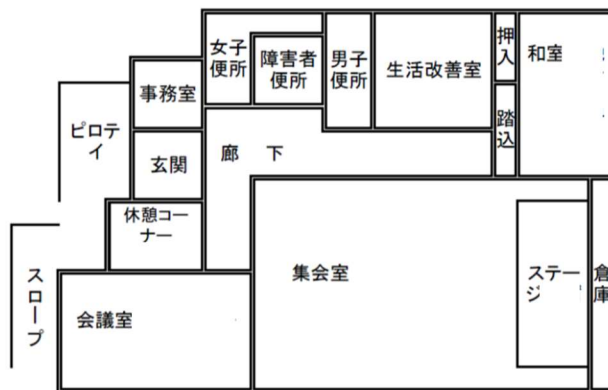 女子
便所
障害者
便所
男子
便所
生活改善室
押入
和室
事務室
ピロテ
イ
踏込
玄関
廊 下
休憩コー
ナー
スロープ
集会室
ステー
ジ
倉庫
会議室